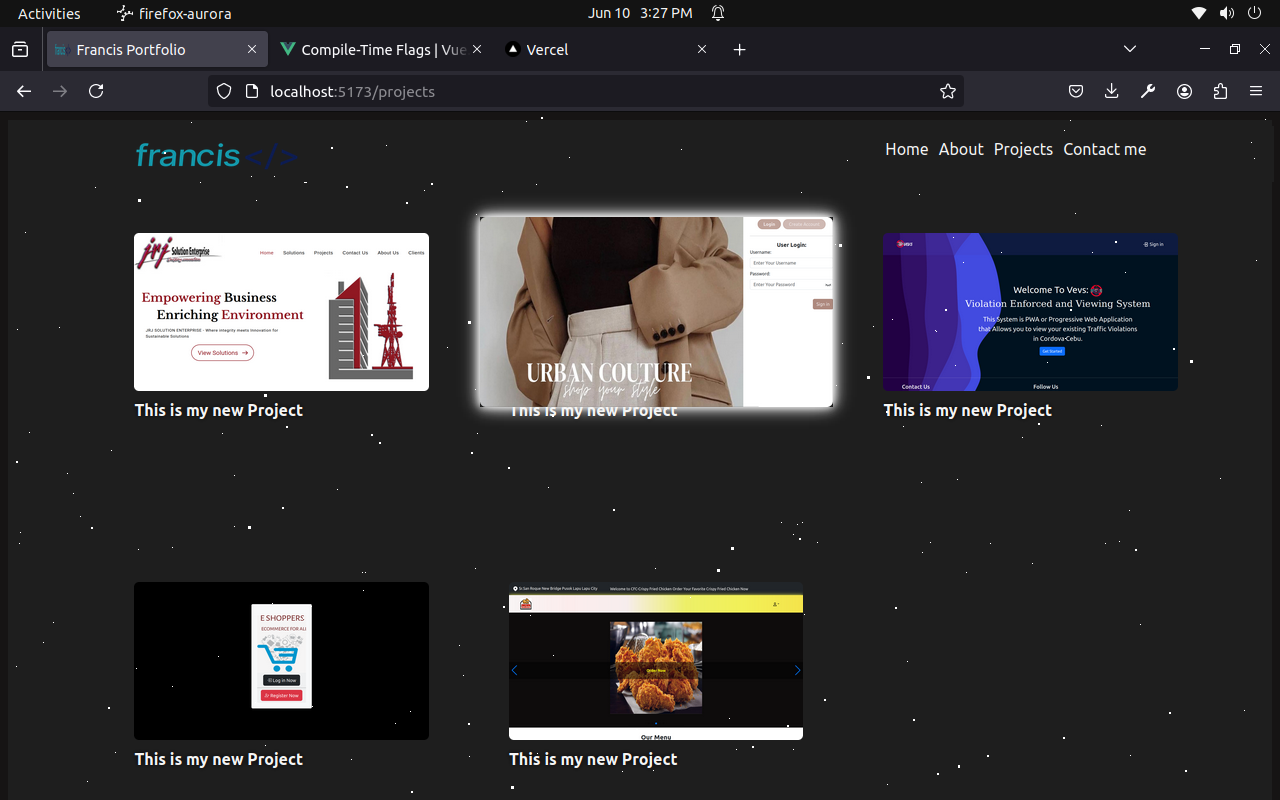 Activities
firefox-aurora
Jun 10 3:27 PM
Francis Portfolio
Compile-Time Flags | Vue
Vercel
localhost:5173/projects
francis</>
Home About Projects Contact me
JRJ Solution Enterprise
Home Solutions Projects Contact Us About Us Clients
Empowering Business
Enriching Environment
JRJ SOLUTION ENTERPRISE - Where integrity meets innovation for
Sustainable Solutions
View Solutions →
This is my new Project
Login Create Account
User Login:
Username:
Enter Your Username
Password:
Enter Your Password
Sign in
URBAN COUTURE
shop your style
This is my new Project
Sign in
Welcome To Vevs:
Violation Enforced and Viewing System
This System is PWA or Progressive Web Application
that Allows you to view your existing Traffic Violations
in Cordova Cebu.
Get Started
Contact Us Follow Us
This is my new Project
E SHOPPERS
ECOMMERCE FOR ALL
Log in Now
Register Now
This is my new Project
Welcome to CFC Crispy Fried Chicken Order Your Favorite Crispy Fried Chicken Now
Order Now
Our Menu
This is my new Project